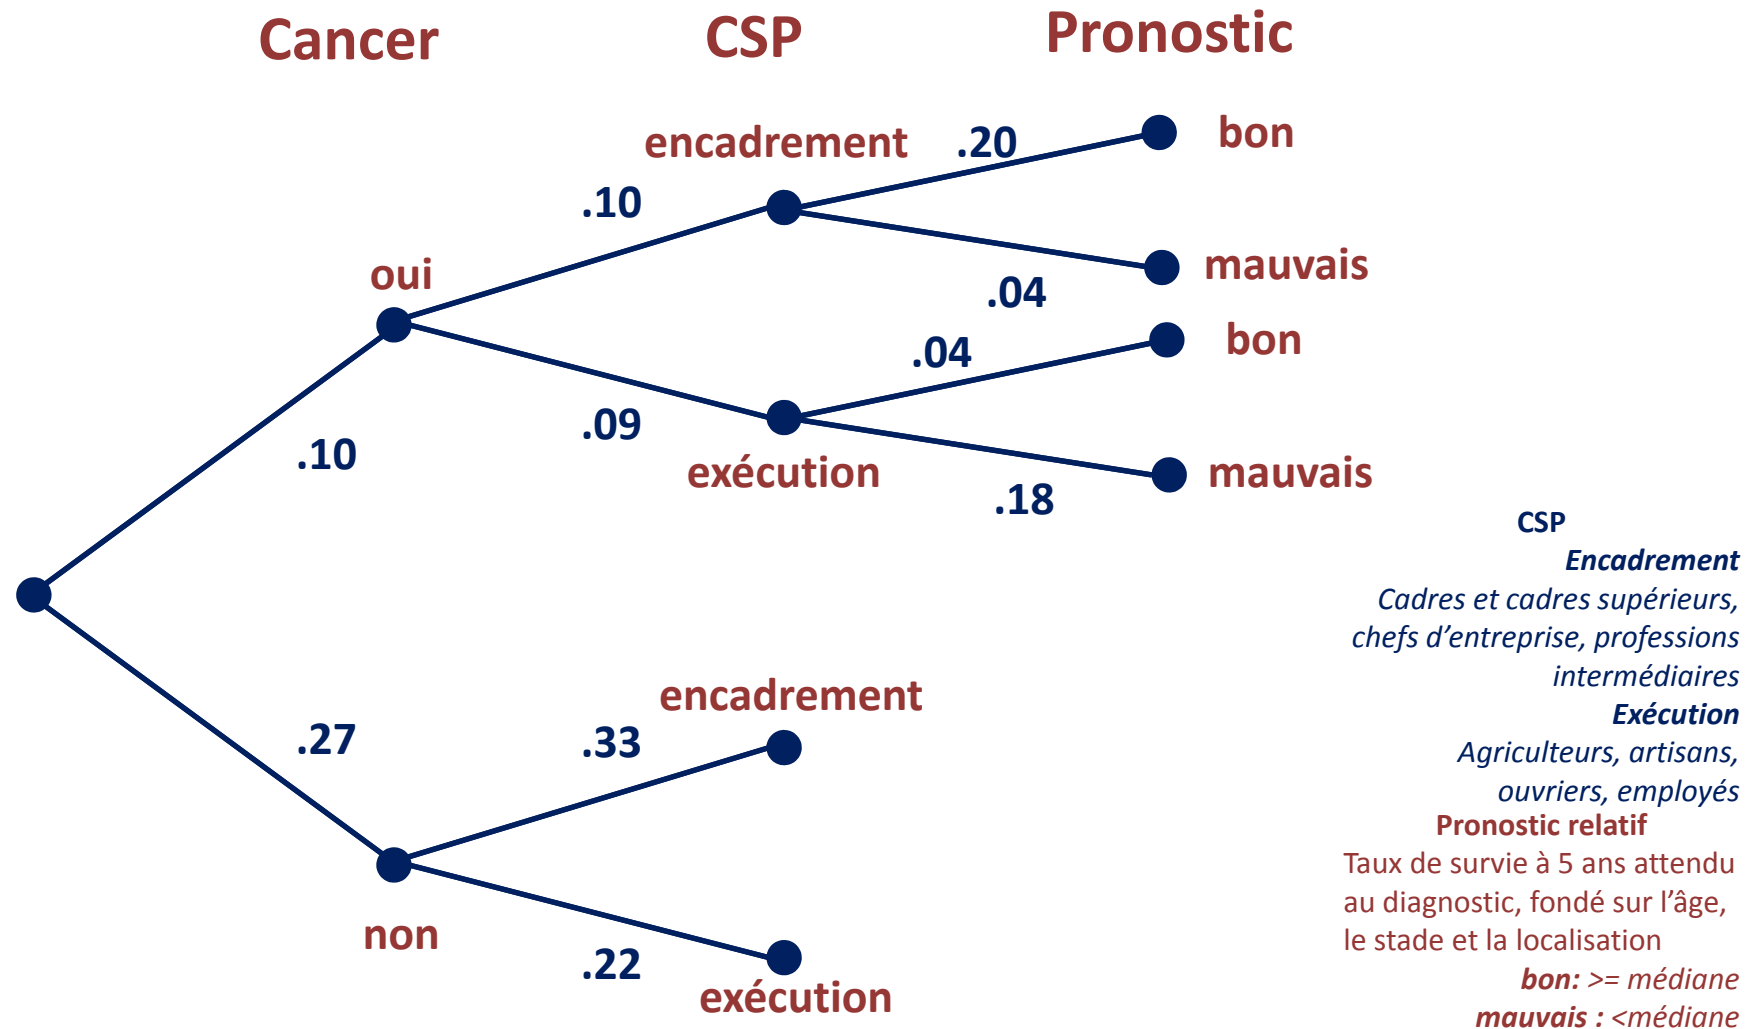 Cancer
CSP
Pronostic
encadrement
.20
bon
.10
oui
.04
mauvais
.04
bon
.09
.10
exécution
.18
mauvais
CSP
Encadrement
Cadres et cadres supérieurs,
chefs d’entreprise, professions
intermédiaires
Exécution
Agriculteurs, artisans,
ouvriers, employés
Pronostic relatif
Taux de survie à 5 ans attendu
au diagnostic, fondé sur l’âge,
le stade et la localisation
bon: >= médiane
mauvais : <médiane
encadrement
.27
.33
non
.22
exécution